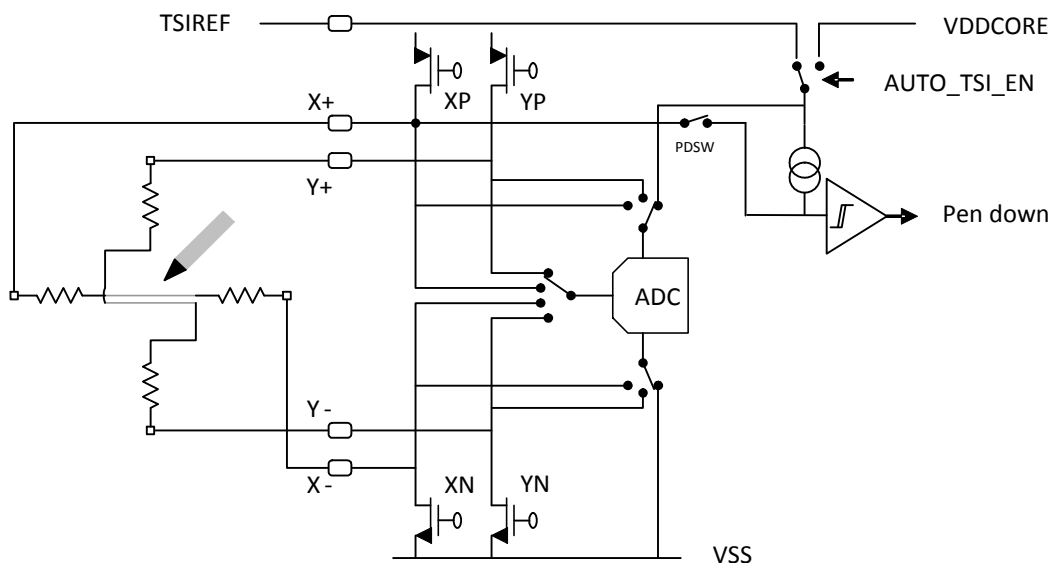 TSIREF
VDDCORE
AUTO_TSI_EN
XP
YP
X+
PDSW
Y+
Pen down
ADC
Y -
X -
XN
YN
VSS